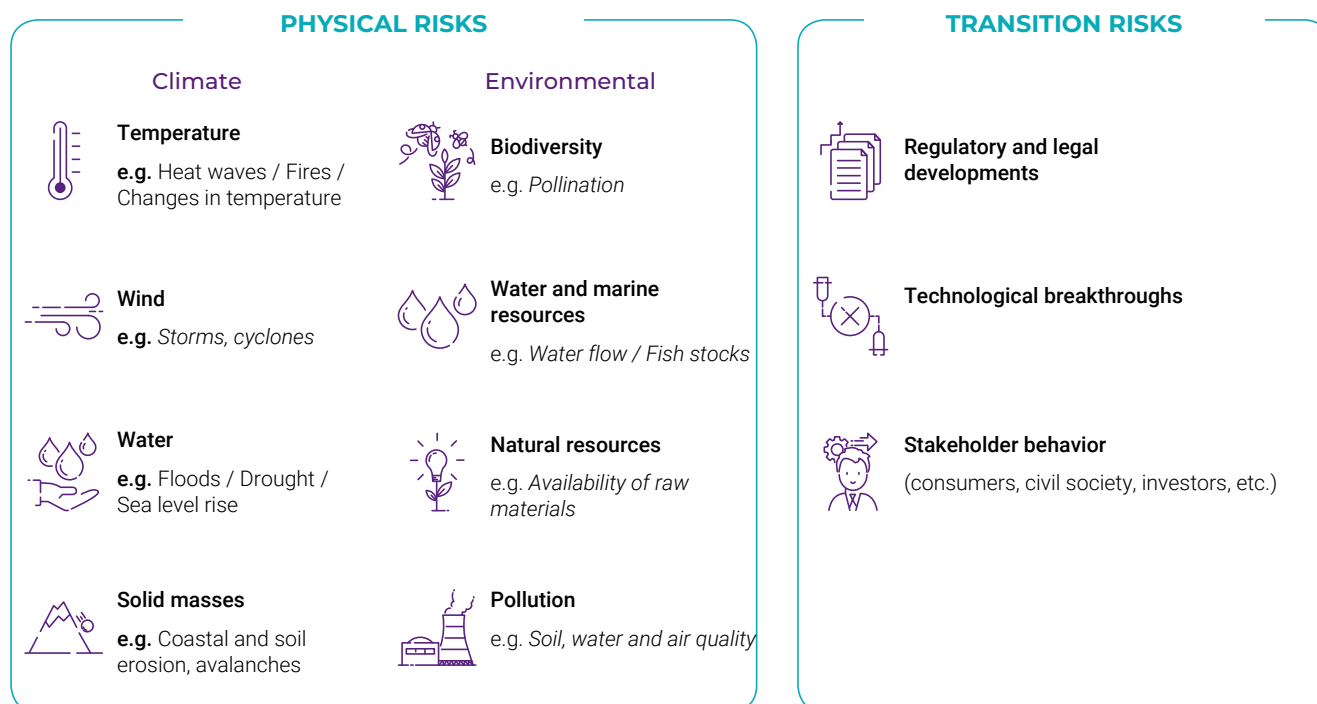 PHYSICAL RISKS
Climate
Temperature
e.g. Heat waves / Fires /
Changes in temperature
Wind
e.g. Storms, cyclones
Water
e.g. Floods / Drought /
Sea level rise
Solid masses
e.g. Coastal and soil
erosion, avalanches
Environmental
Biodiversity
e.g. Pollination
Water and marine
resources
e.g. Water flow / Fish stocks
Natural resources
e.g. Availability of raw
materials
Pollution
e.g. Soil, water and air quality
TRANSITION RISKS
Regulatory and legal
developments
Technological breakthroughs
Stakeholder behavior
(consumers, civil society, investors, etc.)